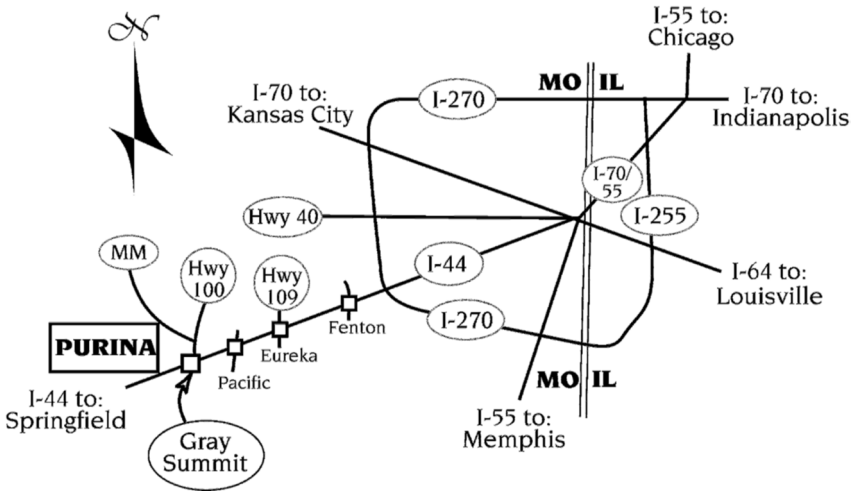 N
I-55 to:
Chicago
MO IL
I-270
I-70 to:
Kansas City
I-70 to:
Indianapolis
I-70/
55
Hwy 40
I-255
MM
Hwy
100
Hwy
109
I-44
I-64 to:
Louisville
I-270
Fenton
PURINA
Eureka
Pacific
MO IL
I-44 to:
Springfield
I-55 to:
Memphis
Gray
Summit